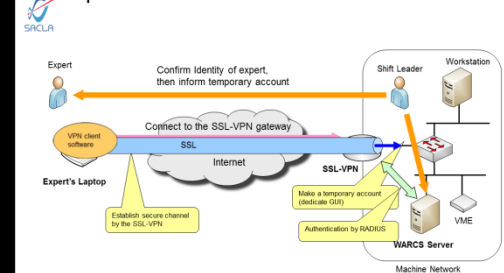 SACLA
Expert
Confirm Identity of expert,
then inform temporary account
Shift Leader
Workstation
VPN client
software
Connect to the SSL-VPN gateway
SSL
Internet
SSL-VPN
Expert's Laptop
Make a temporary account
(dedicate GUI)
Establish secure channel
by the SSL-VPN
Authentication by RADIUS
VME
WARCS Server
Machine Network